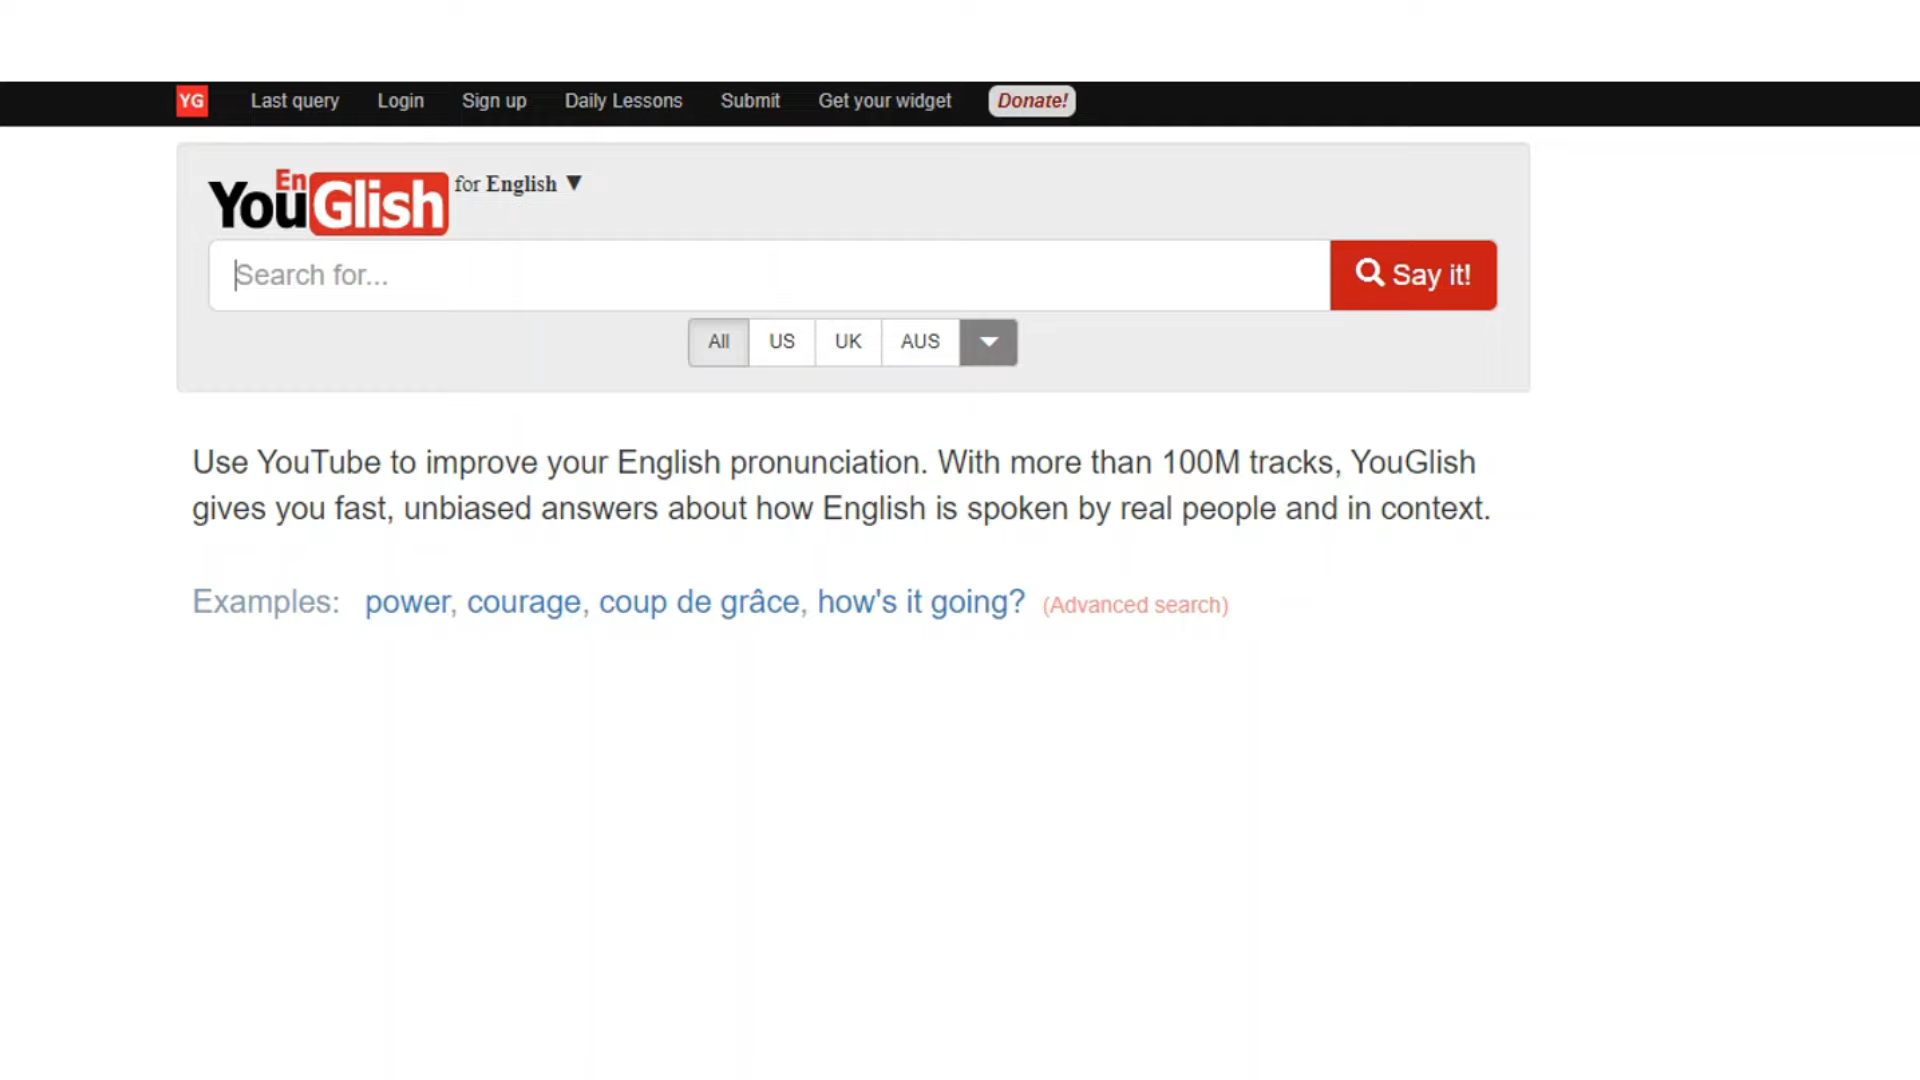 YG Last query Login Sign up Daily Lessons Submit Get your widget Donate!
YouEnGlish for English ▼
Search for... Say it!
All US UK AUS
Use YouTube to improve your English pronunciation. With more than 100M tracks, YouGlish
gives you fast, unbiased answers about how English is spoken by real people and in context.
Examples: power, courage, coup de grâce, how's it going? (Advanced search)